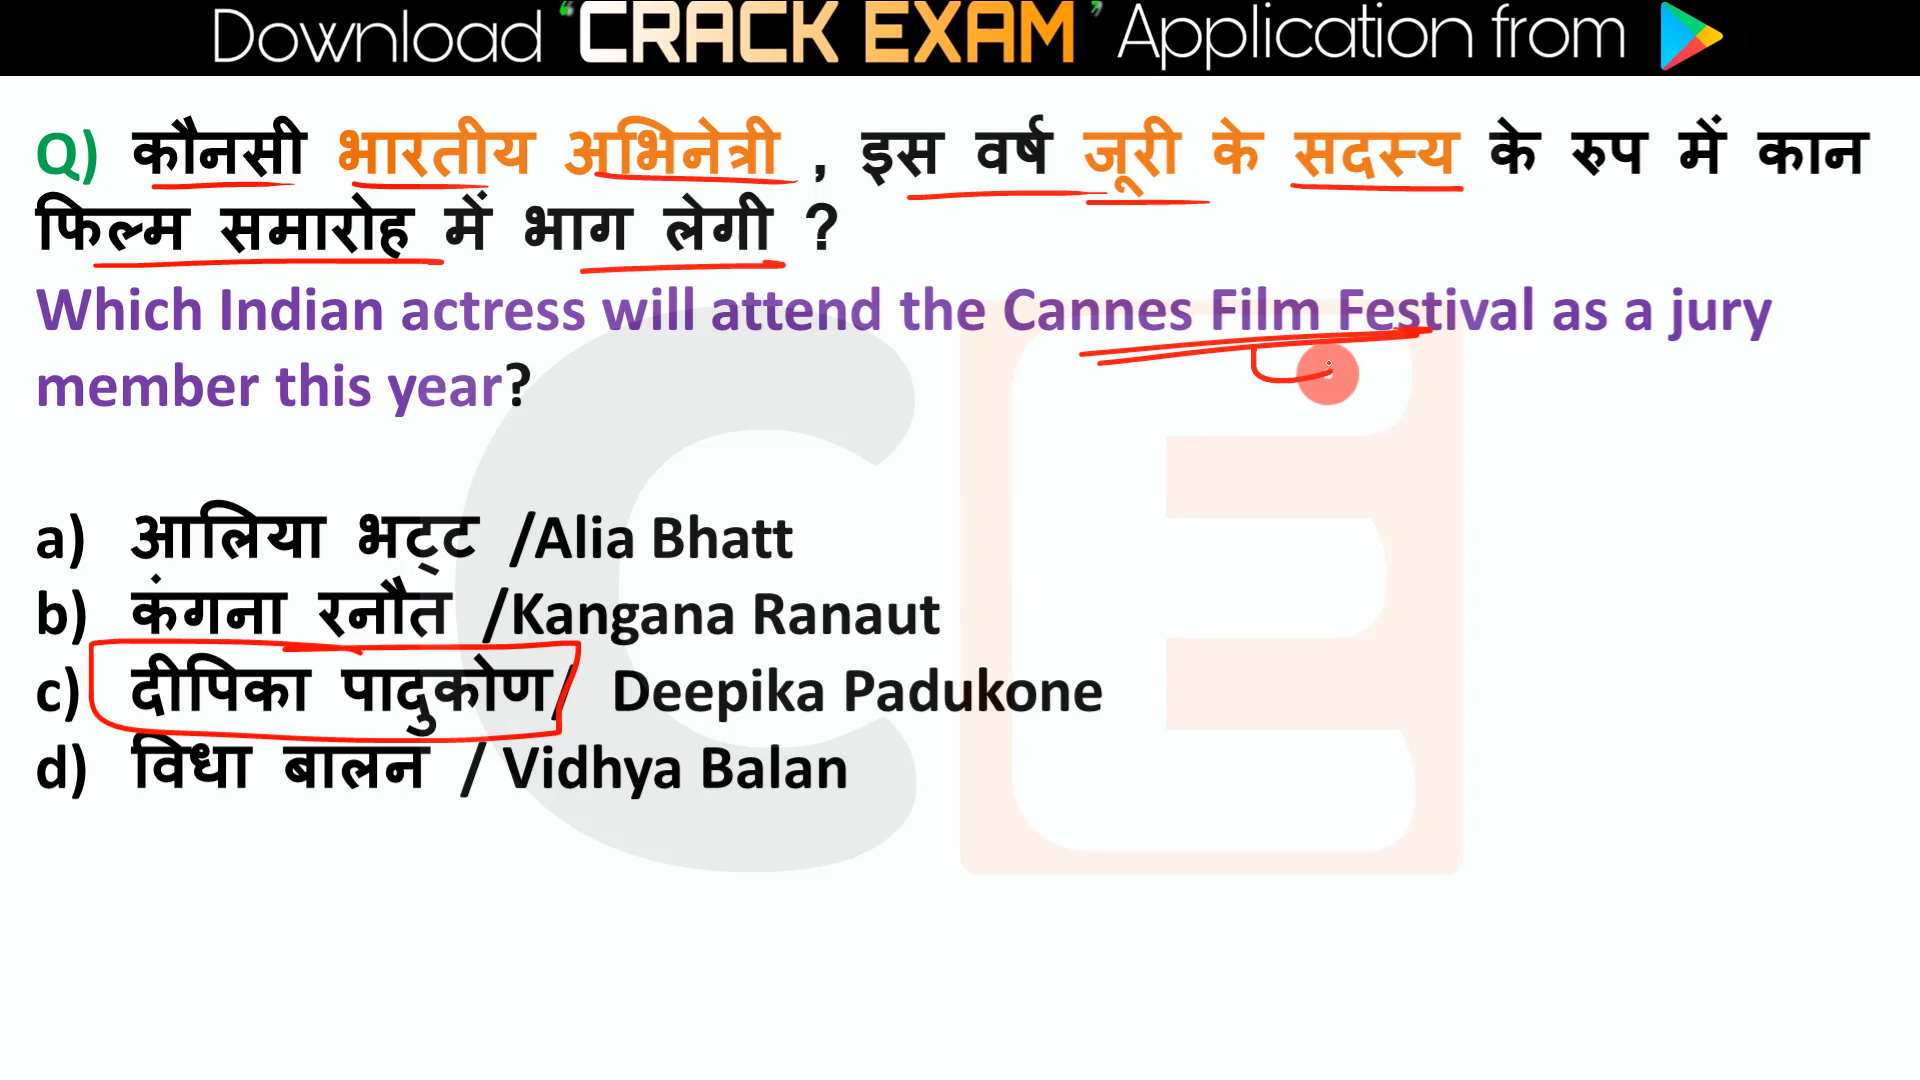 Download ‘CRACK EXAM’ Application from
Q) कौनसी भारतीय अभिनेत्री , इस वर्ष जूरी के सदस्य के रुप में कान
फिल्म समारोह में भाग लेगी ?
Which Indian actress will attend the Cannes Film Festival as a jury
member this year?
a) आलिया भट्ट /Alia Bhatt
b) कंगना रनौत /Kangana Ranaut
c) दीपिका पादुकोण/ Deepika Padukone
d) विधा बालन / Vidhya Balan
CE